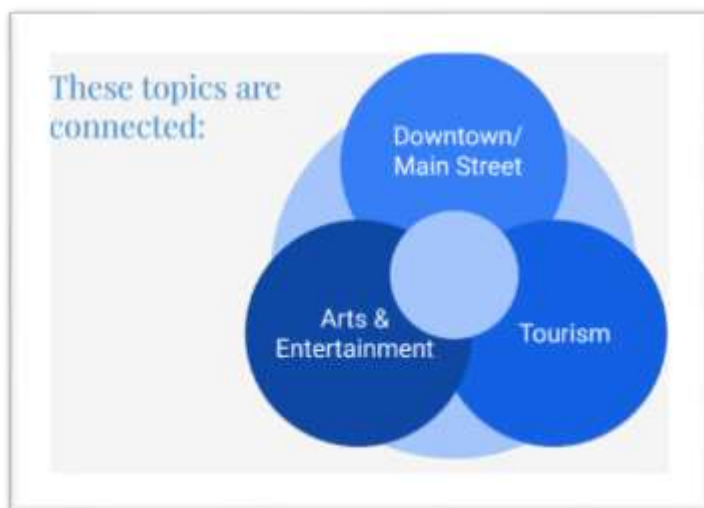 These topics are
connected:
Downtown/
Main Street
Arts &
Entertainment
Tourism